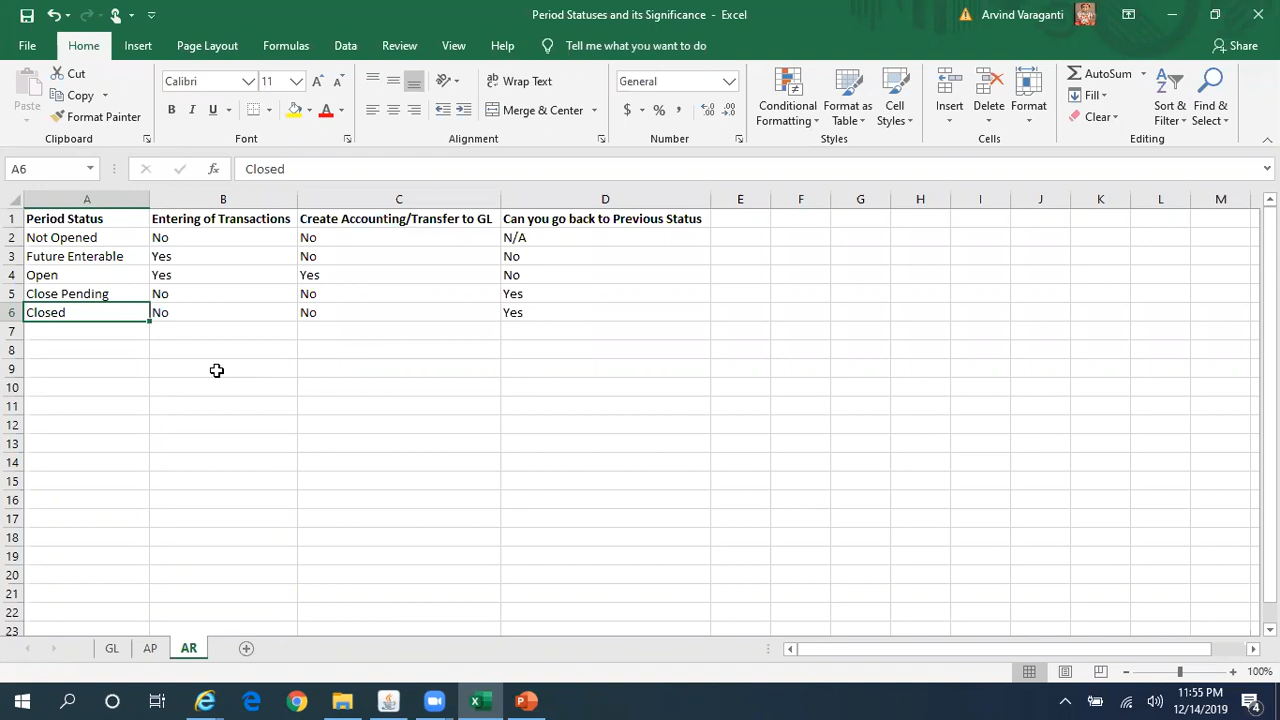 Period Statuses and its Significance - Excel
Arvind Varaganti
File Home Insert Page Layout Formulas Data Review View Help Tell me what you want to do Share
Paste
Cut
Copy
Format Painter
Clipboard
Calibri 11
B I U
Font
Wrap Text
Merge & Center
Alignment
General
$ % ,
Number
Conditional Formatting
Format as Table
Cell Styles
Styles
Insert Delete Format
Cells
AutoSum
Fill
Clear
Sort & Filter
Find & Select
Editing
A6 fx Closed
A B C D E F G H I J K L M
1 Period Status Entering of Transactions Create Accounting/Transfer to GL Can you go back to Previous Status
2 Not Opened No No N/A
3 Future Enterable Yes No No
4 Open Yes Yes No
5 Close Pending No No Yes
6 Closed No No Yes
7
8
9
10
11
12
13
14
15
16
17
18
19
20
21
22
23
GL AP AR
100%
11:55 PM
12/14/2019
4